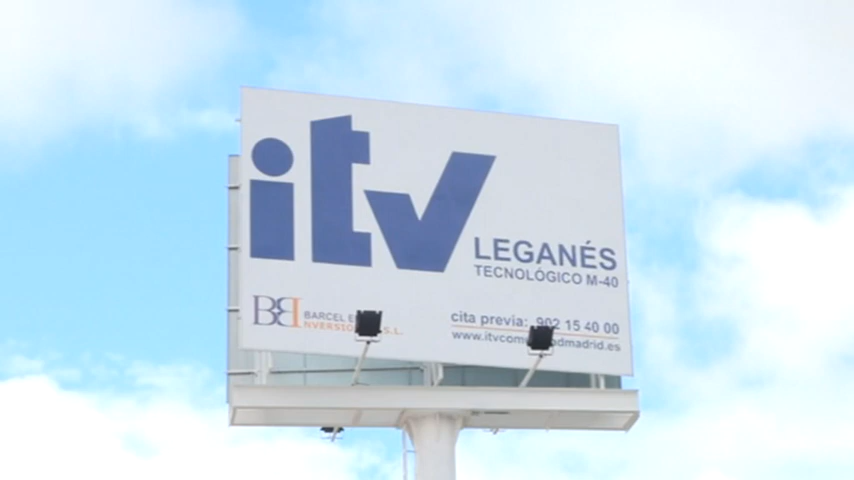 itv
LEGANÉS
TECNOLÓGICO M-40
BARCEL
S.L.
cita previa: 902 15 40 00